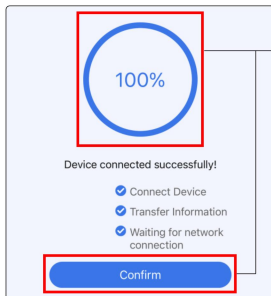 100%
Device connected successfully!
Connect Device
Transfer Information
Waiting for network
connection
Confirm